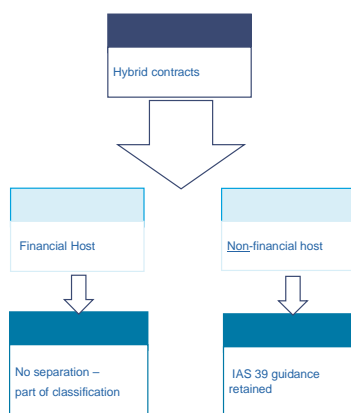 Hybrid contracts
Financial Host
Non-financial host
No separation –
part of classification
IAS 39 guidance
retained